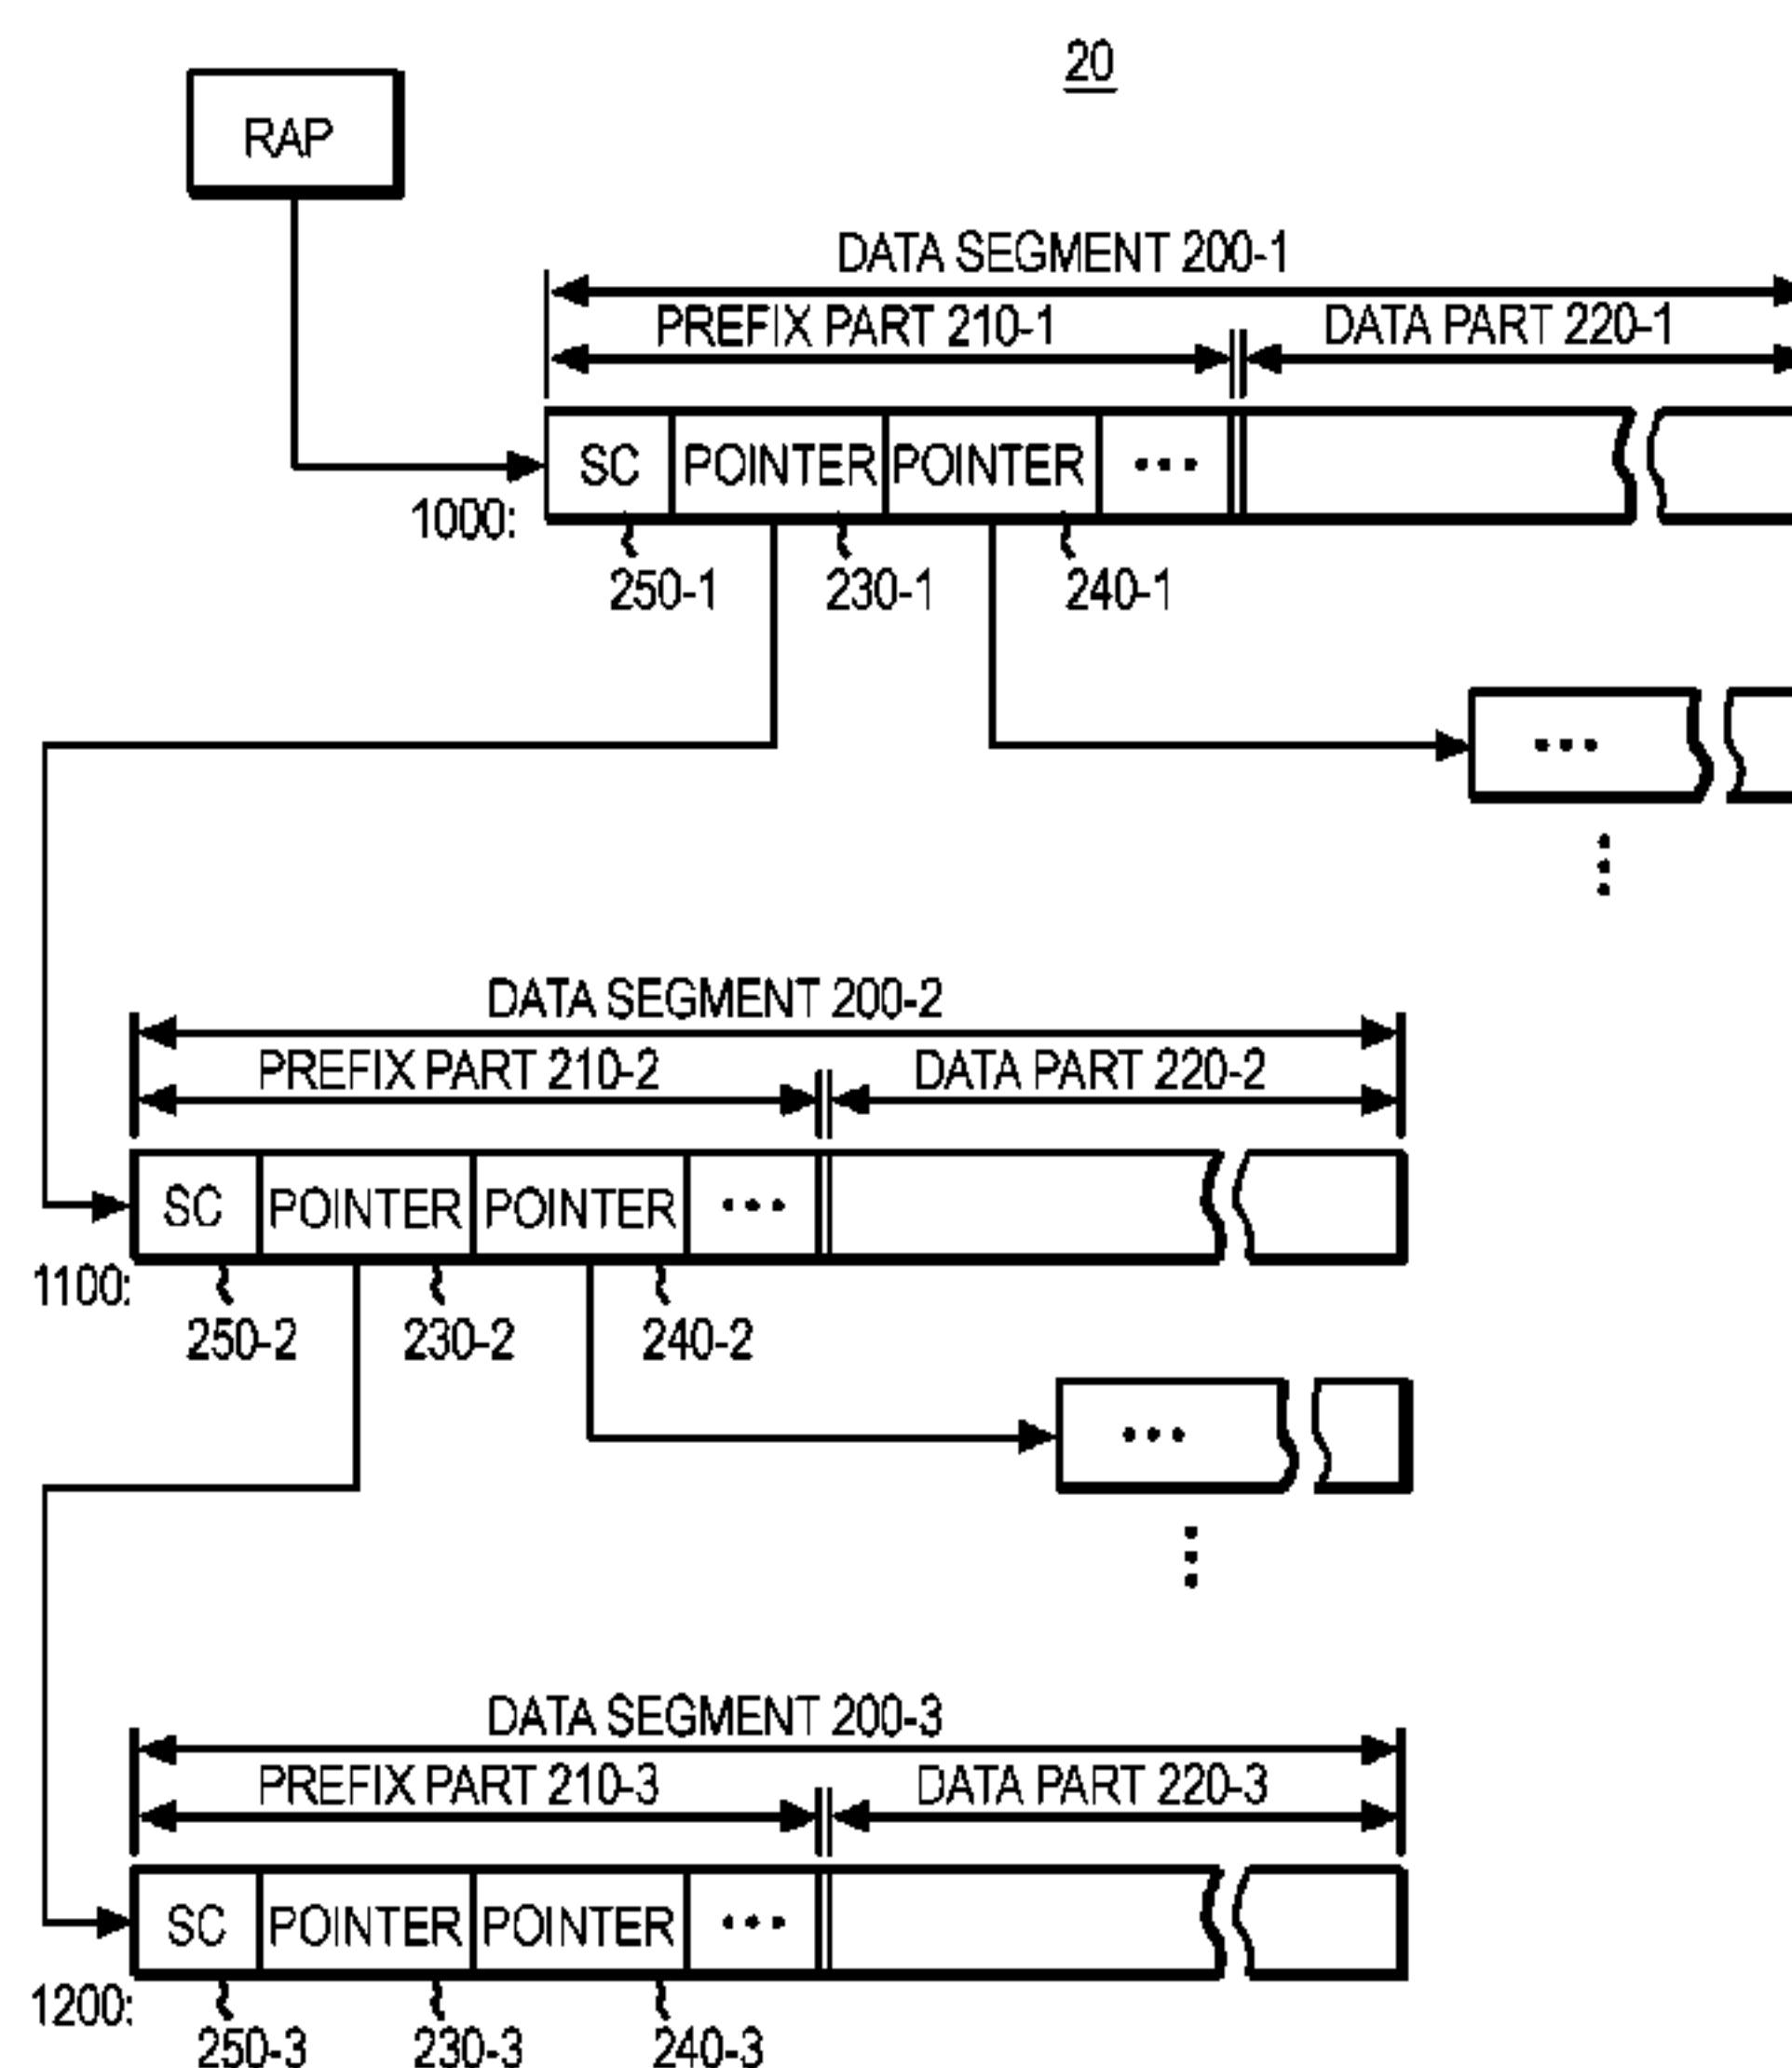 20
RAP
DATA SEGMENT 200-1
PREFIX PART 210-1 DATA PART 220-1
SC POINTER POINTER ...
1000:
250-1 230-1 240-1
...
DATA SEGMENT 200-2
PREFIX PART 210-2 DATA PART 220-2
SC POINTER POINTER ...
1100:
250-2 230-2 240-2
...
DATA SEGMENT 200-3
PREFIX PART 210-3 DATA PART 220-3
SC POINTER POINTER ...
1200:
250-3 230-3 240-3